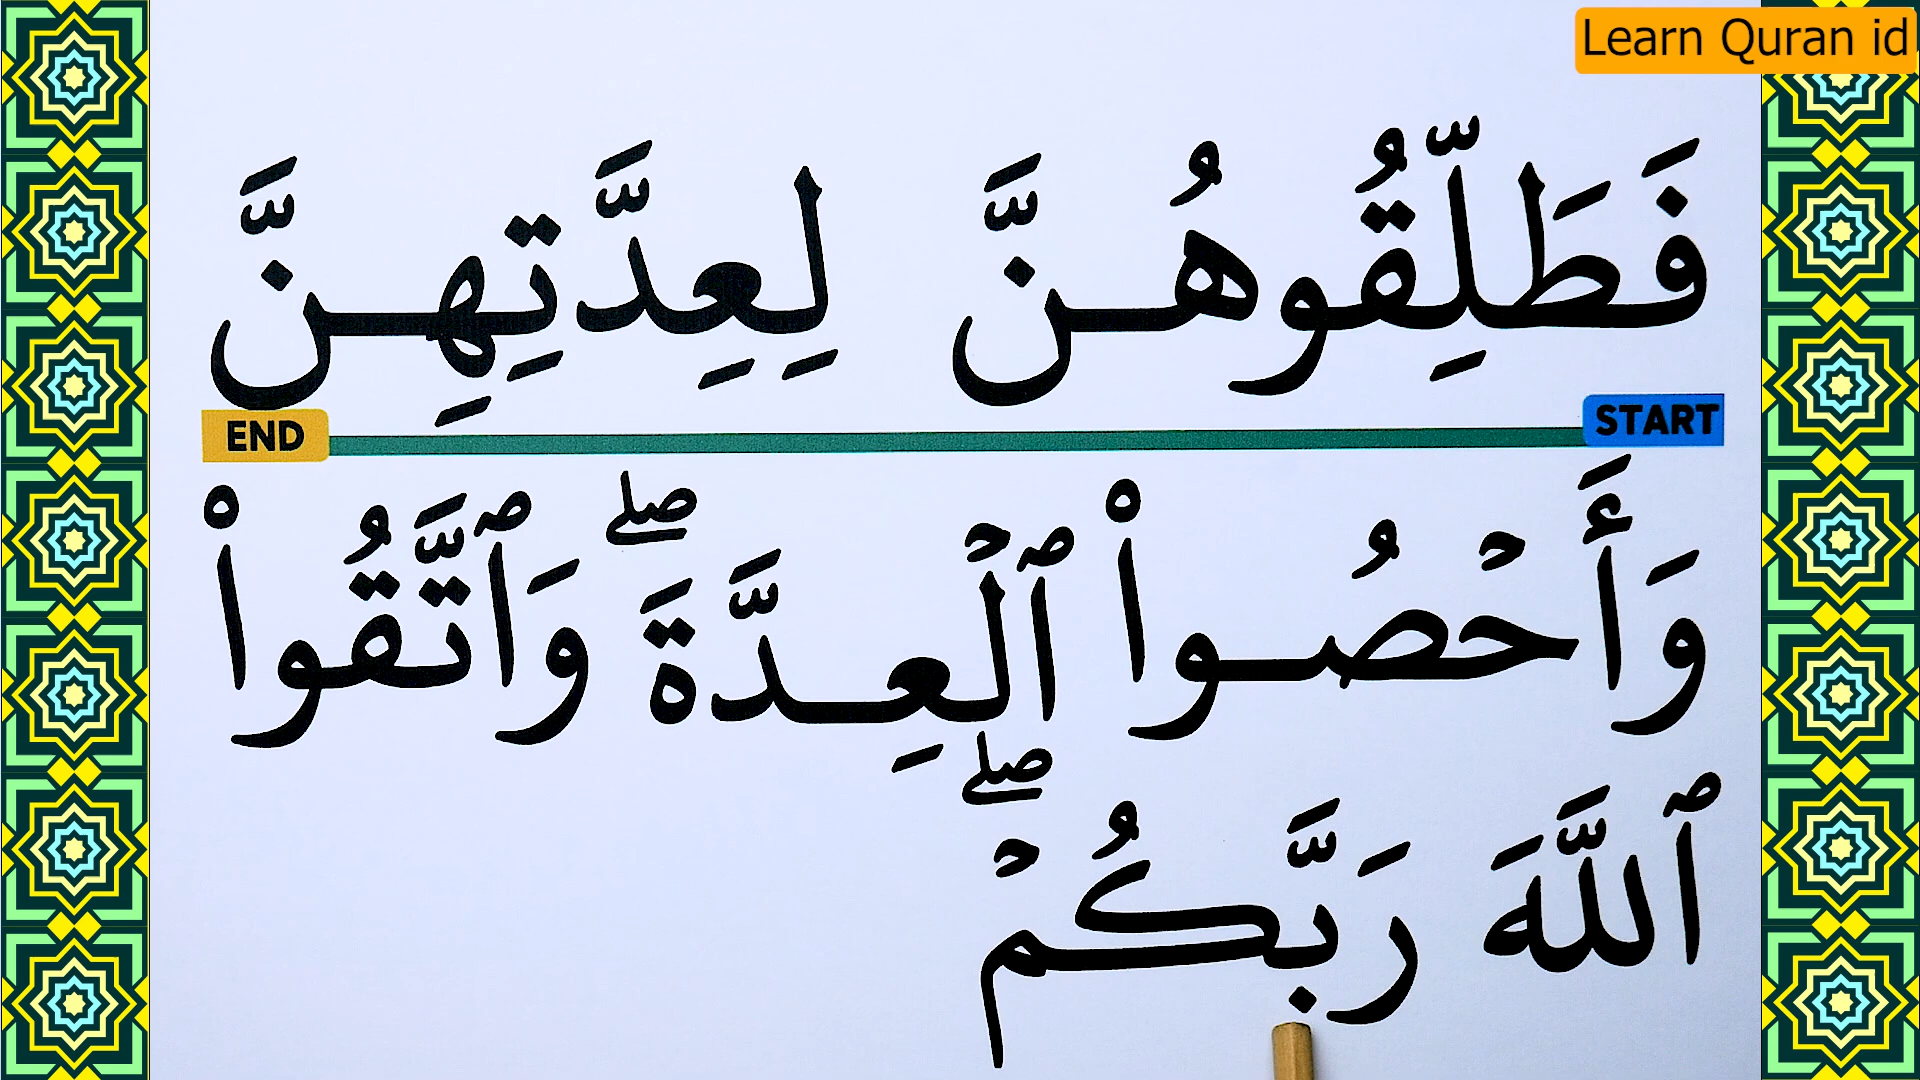 Learn Quran id
فَطَلِّقُوهُنَّ لِعِدَّتِهِنَّ
END START
وَأَحۡصُواْ ٱلۡعِدَّةَۖ وَٱتَّقُواْ
ٱللَّهَ رَبَّكُمۡۖ